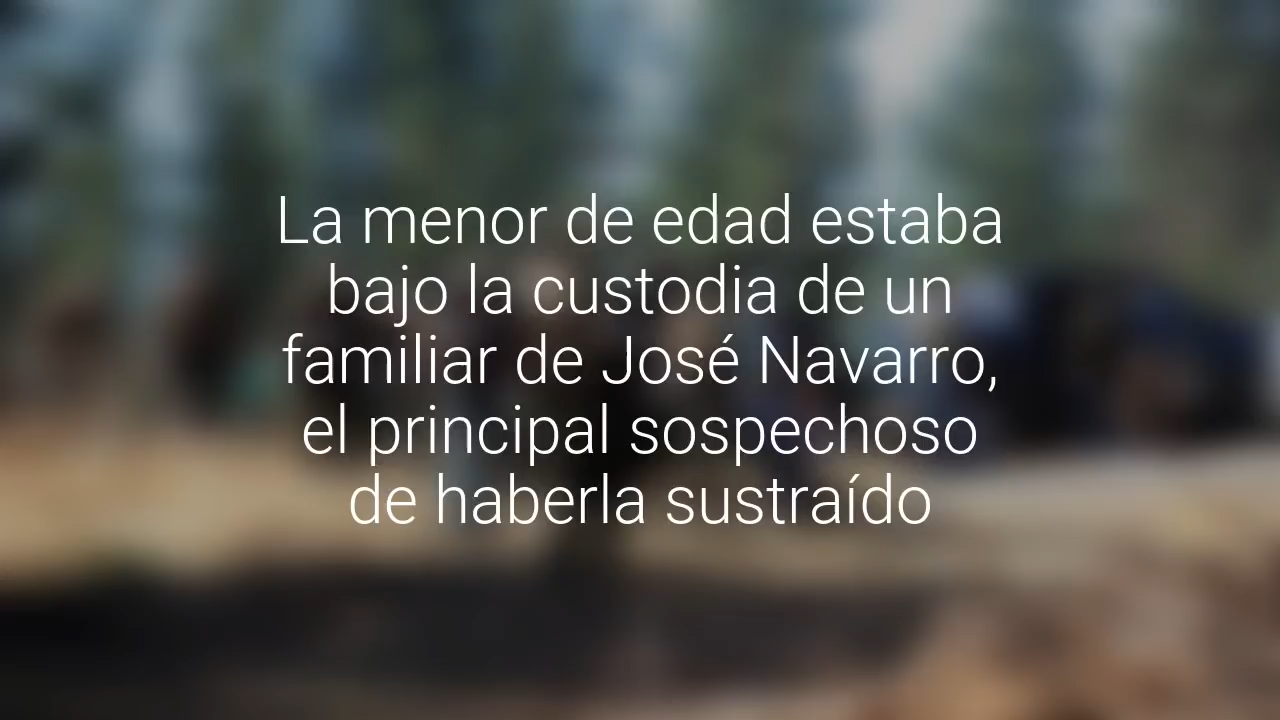 La menor de edad estaba
bajo la custodia de un
familiar de José Navarro,
el principal sospechoso
de haberla sustraído